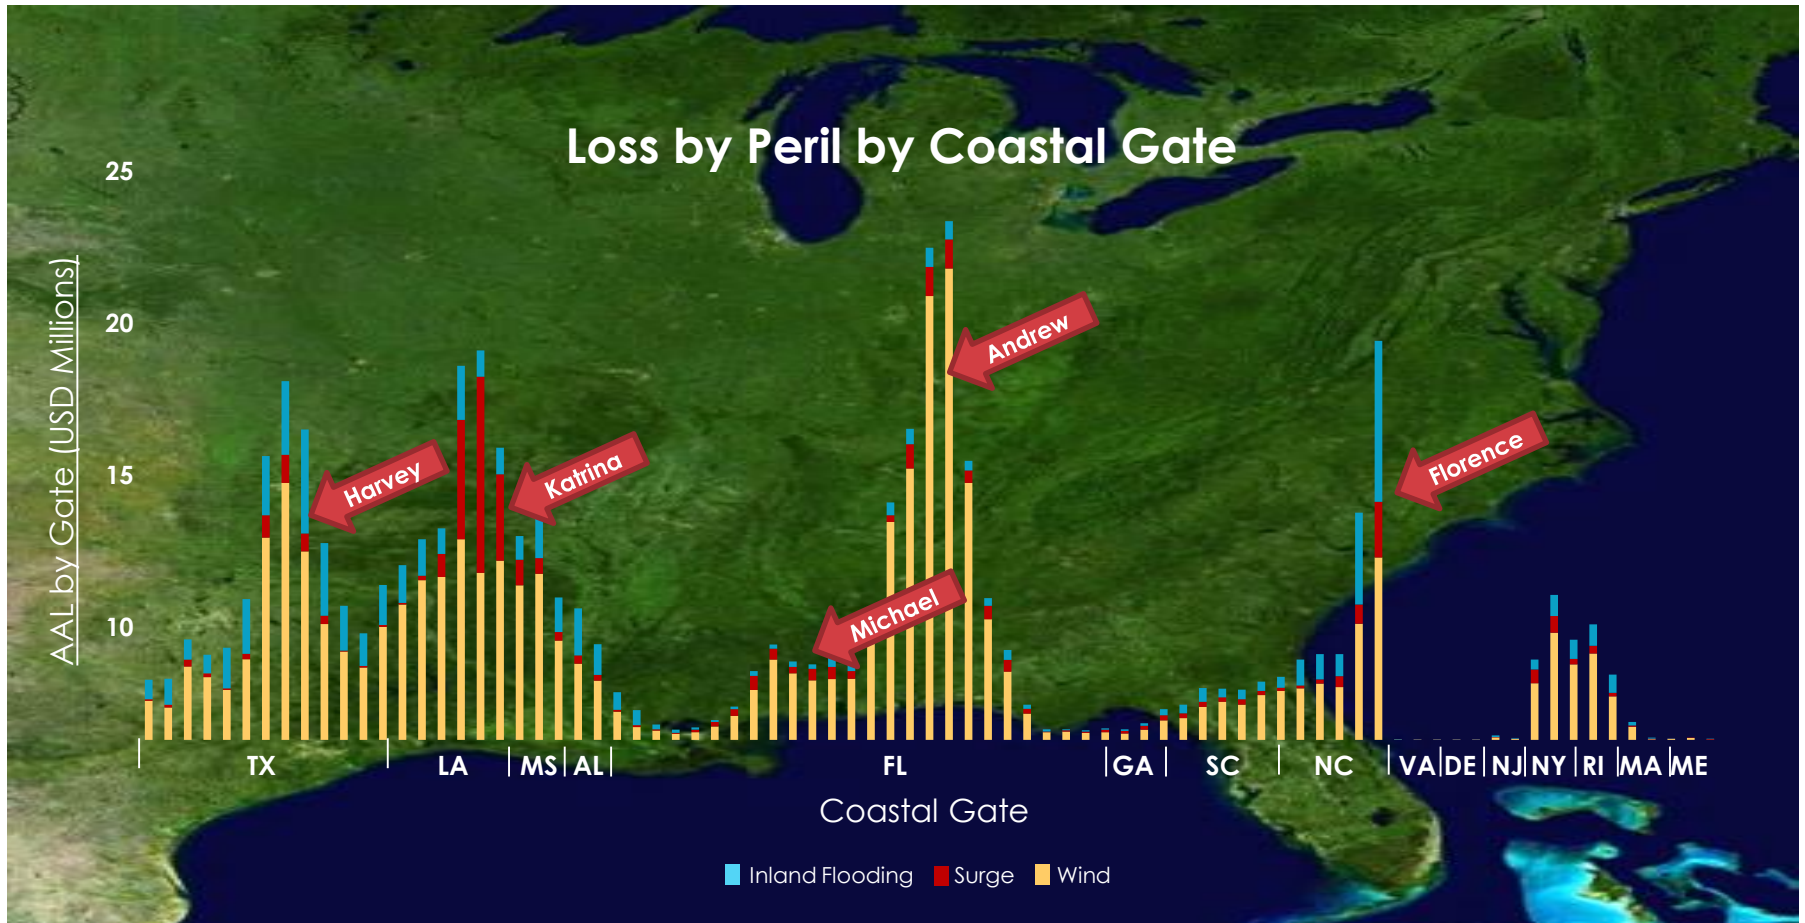 Loss by Peril by Coastal Gate
25
20
15
10
AAL by Gate (USD Millions)
Harvey
Katrina
Michael
Andrew
Florence
TX LA MS AL FL GA SC NC VA DE NJ NY RI MA ME
Coastal Gate
Inland Flooding Surge Wind